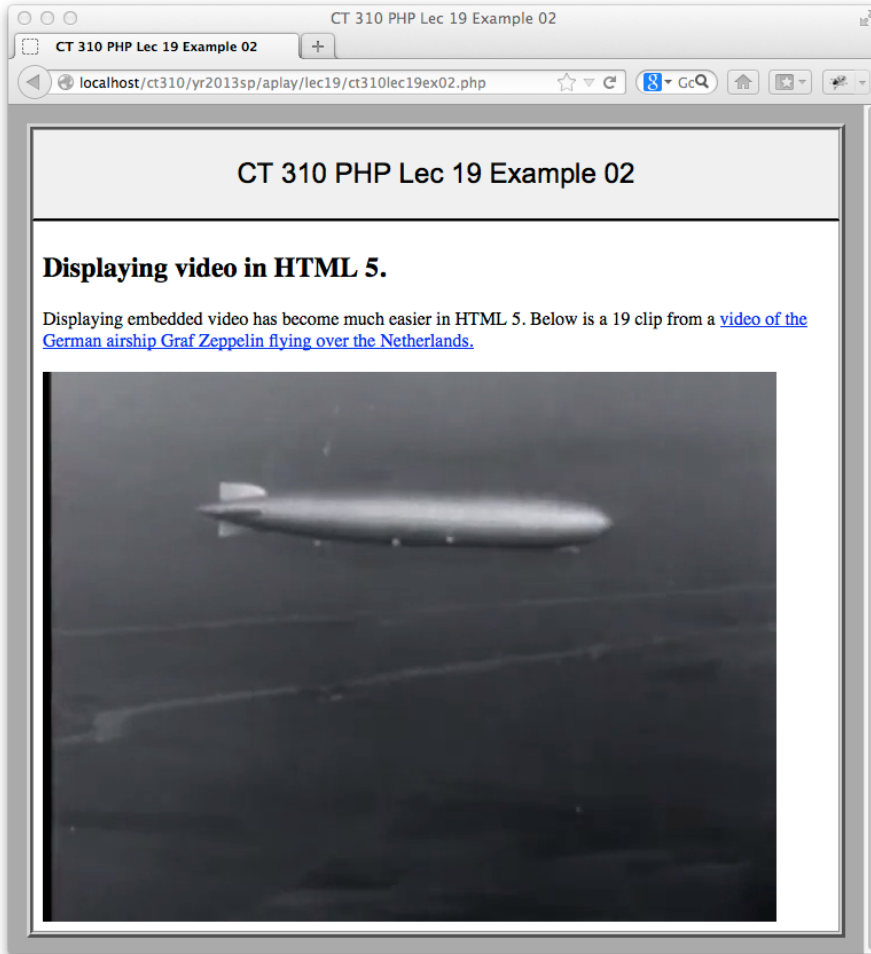 CT 310 PHP Lec 19 Example 02
CT 310 PHP Lec 19 Example 02
localhost/ct310/yr2013sp/aplay/lec19/ct310lec19ex02.php
8 Gc
CT 310 PHP Lec 19 Example 02
Displaying video in HTML 5.
Displaying embedded video has become much easier in HTML 5. Below is a 19 clip from a video of the
German airship Graf Zeppelin flying over the Netherlands.